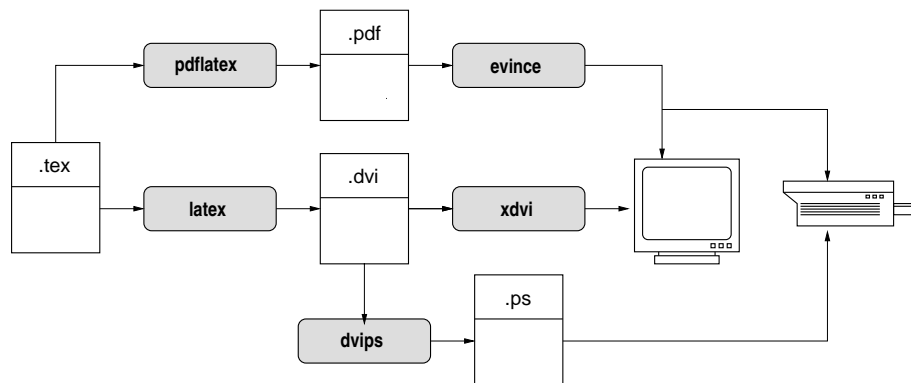 .pdf
pdflatex
evince
.tex
.dvi
latex
xdvi
.ps
dvips